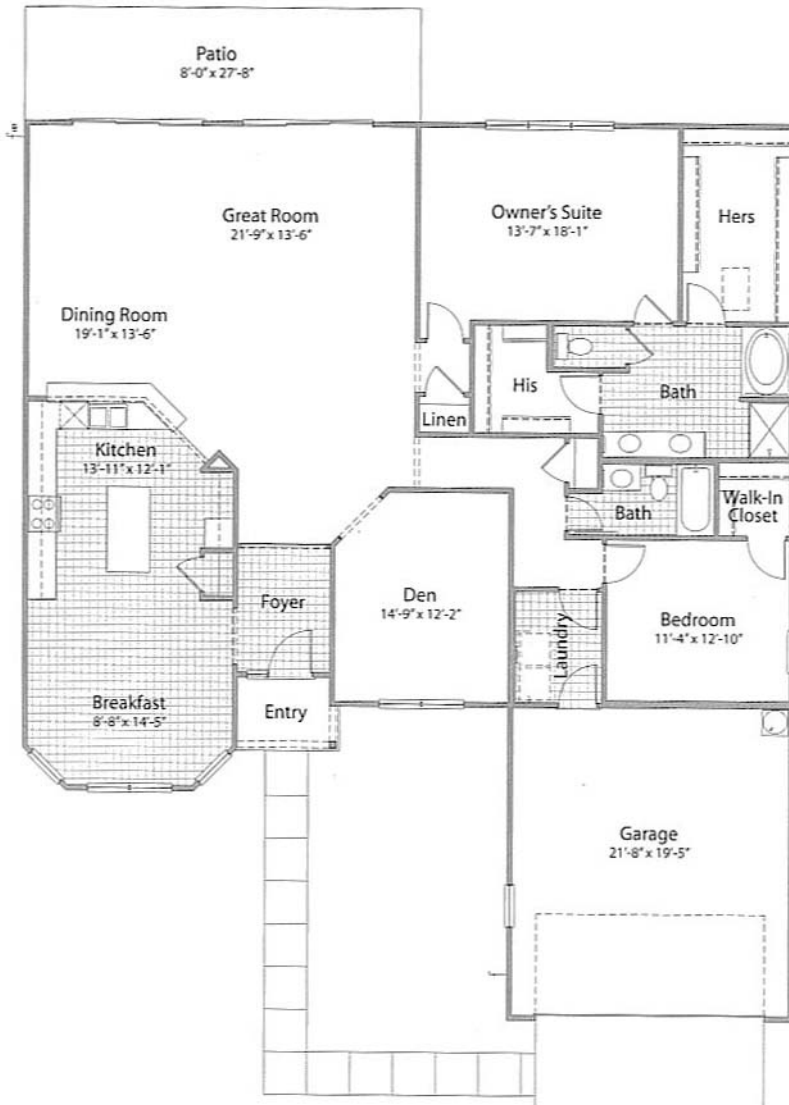 Patio
8'-0" x 27'-8"
Great Room
21'-9" x 13'-6"
Owner's Suite
13'-7" x 18'-1"
Hers
Dining Room
19'-1" x 13'-6"
His
Bath
Linen
Kitchen
13'-11" x 12'-1"
Walk-In
Closet
Bath
Den
14'-9" x 12'-2"
Foyer
Laundry
Bedroom
11'-4" x 12'-10"
Breakfast
8'-8" x 14'-5"
Entry
Garage
21'-8" x 19'-5"